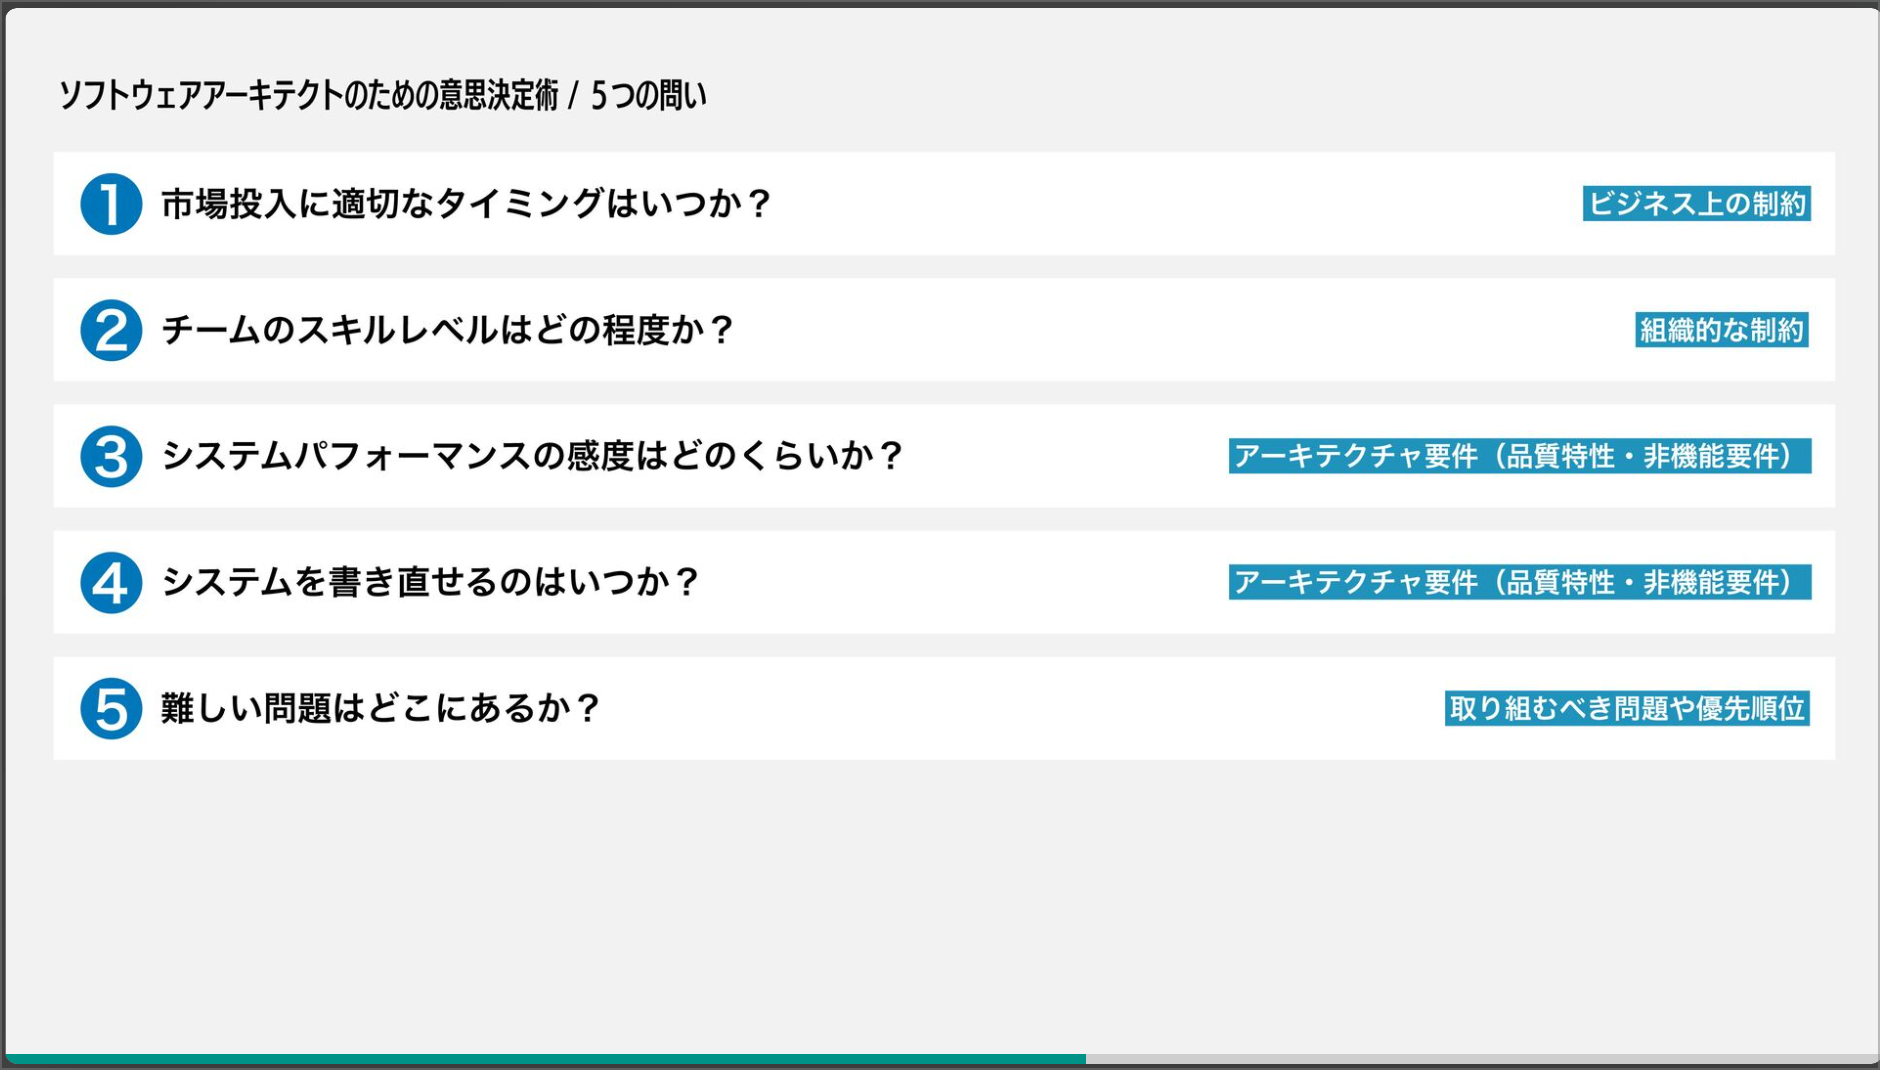 ソフトウェアアーキテクトのための意思決定術 / 5つの問い
1 市場投入に適切なタイミングはいつか？ ビジネス上の制約
2 チームのスキルレベルはどの程度か？ 組織的な制約
3 システムパフォーマンスの感度はどのくらいか？ アーキテクチャ要件（品質特性・非機能要件）
4 システムを書き直せるのはいつか？ アーキテクチャ要件（品質特性・非機能要件）
5 難しい問題はどこにあるか？ 取り組むべき問題や優先順位